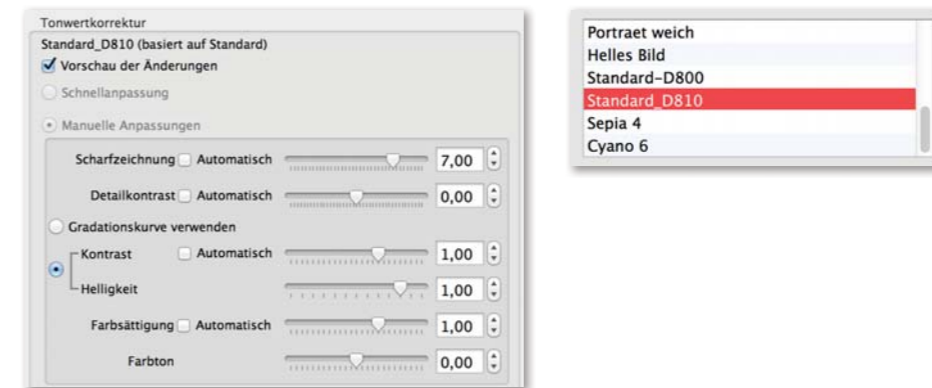 Tonwertkorrektur
Standard_D810 (basiert auf Standard)
Vorschau der Änderungen
Schnellanpassung
Manuelle Anpassungen
Scharfzeichnung Automatisch 7,00
Detailkontrast Automatisch 0,00
Gradationskurve verwenden
Kontrast Automatisch 1,00
Helligkeit 1,00
Farbsättigung Automatisch 1,00
Farbton 0,00
Portraet weich
Helles Bild
Standard-D800
Standard_D810
Sepia 4
Cyano 6